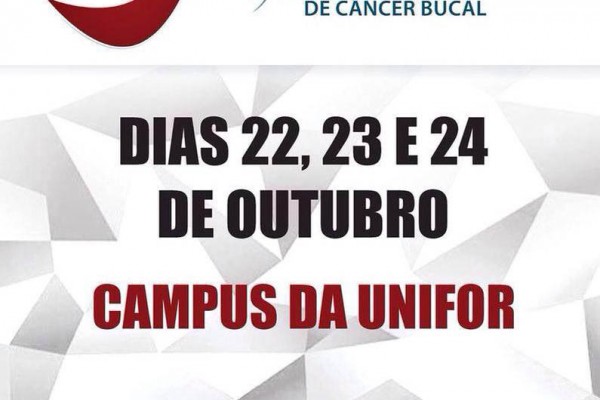 DE CÂNCER BUCAL
DIAS 22, 23 E 24
DE OUTUBRO
CAMPUS DA UNIFOR